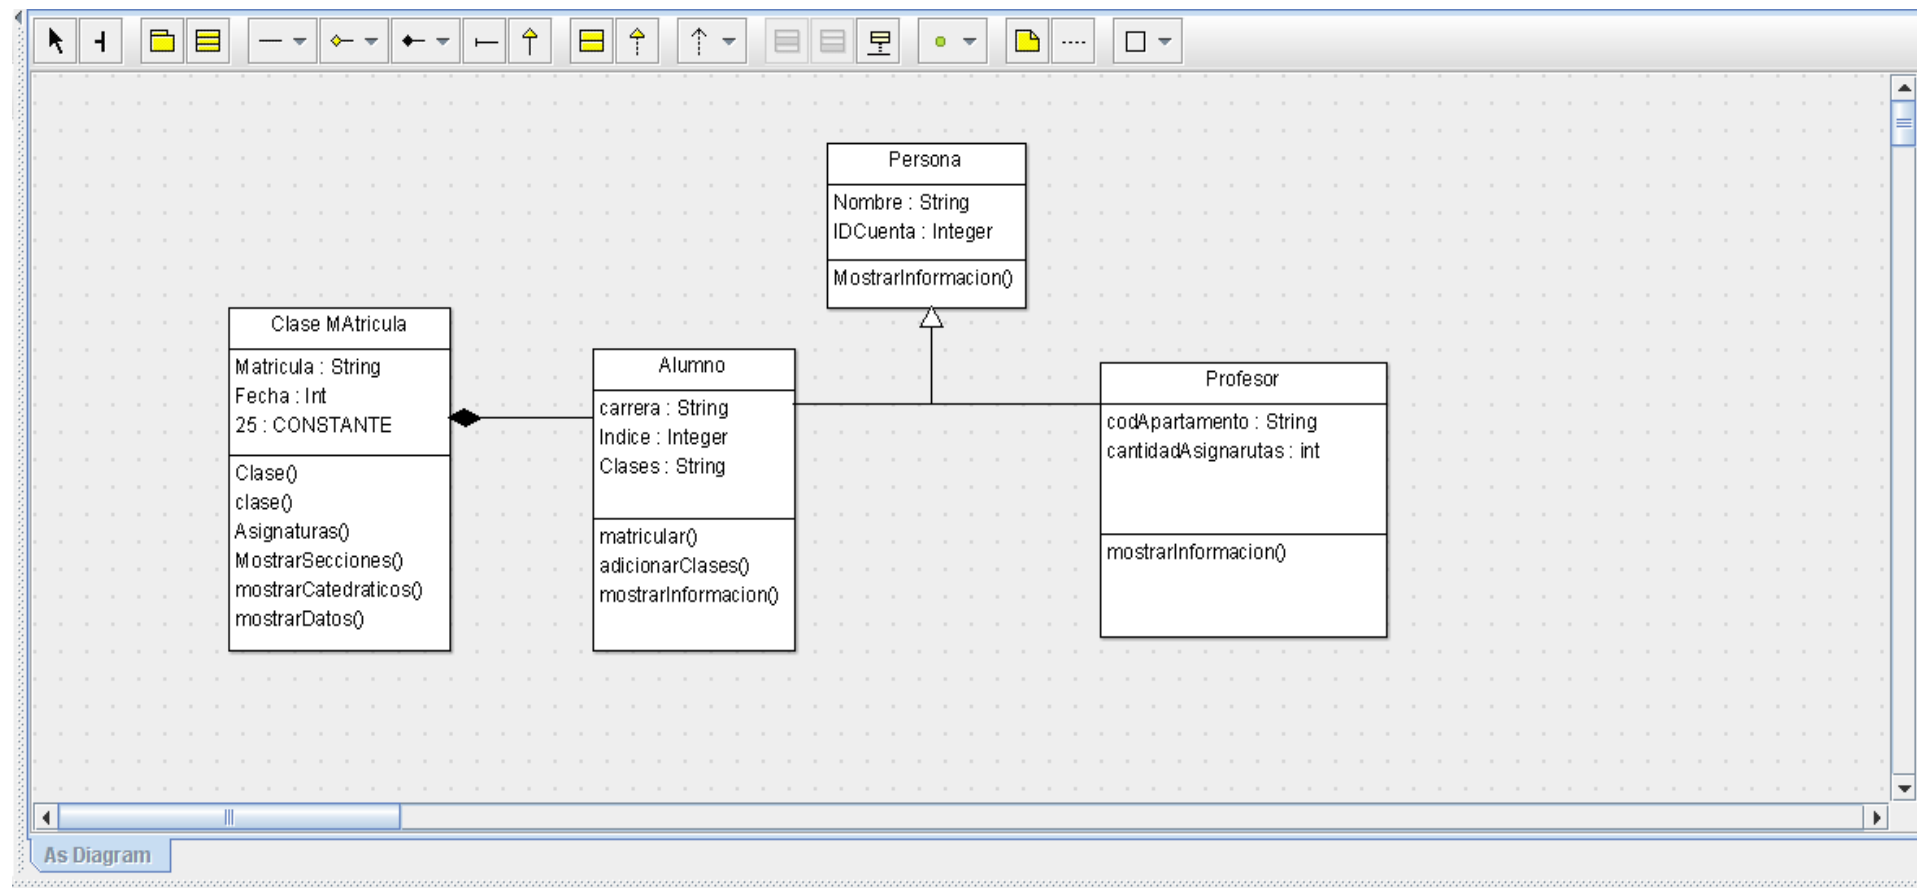 Persona
Nombre : String
IDCuenta : Integer
MostrarInformacion()
Clase MAtricula
Matricula : String
Fecha : Int
25 : CONSTANTE
Clase()
clase()
Asignaturas()
MostrarSecciones()
mostrarCatedraticos()
mostrarDatos()
Alumno
carrera : String
Indice : Integer
Clases : String
matricular()
adicionarClases()
mostrarInformacion()
Profesor
codApartamento : String
cantidadAsignarutas : int
mostrarInformacion()
As Diagram